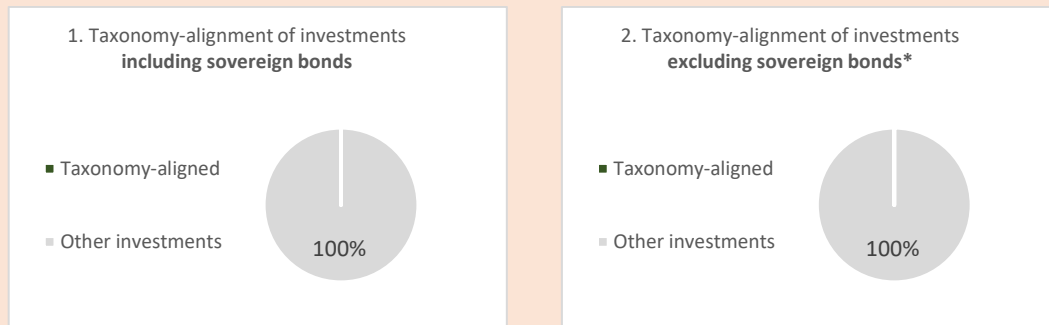 1. Taxonomy-alignment of investments
including sovereign bonds
Taxonomy-aligned
Other investments
100%
2. Taxonomy-alignment of investments
excluding sovereign bonds*
Taxonomy-aligned
Other investments
100%